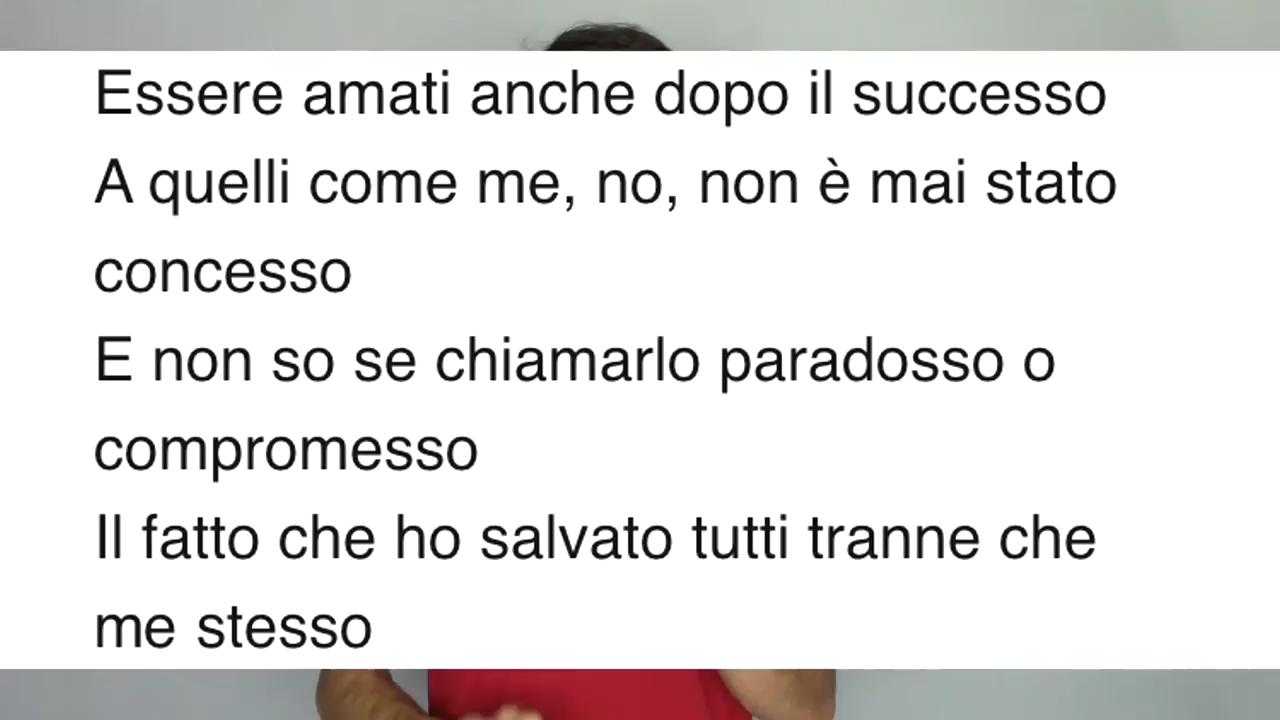 Essere amati anche dopo il successo
A quelli come me, no, non è mai stato
concesso
E non so se chiamarlo paradosso o
compromesso
Il fatto che ho salvato tutti tranne che
me stesso